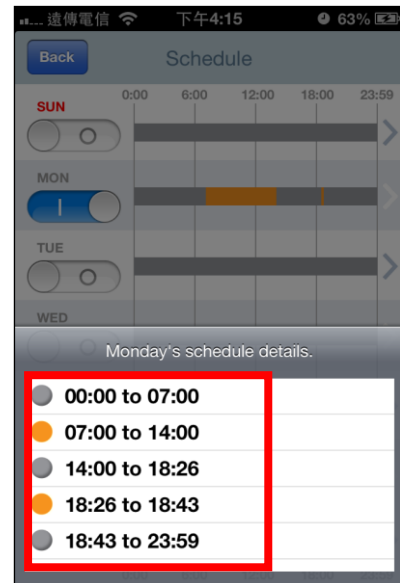 遠傳電信 下午4:15 63%
Back Schedule
0:00 6:00 12:00 18:00 23:59
SUN
MON
TUE
WED
Monday's schedule details.
00:00 to 07:00
07:00 to 14:00
14:00 to 18:26
18:26 to 18:43
18:43 to 23:59